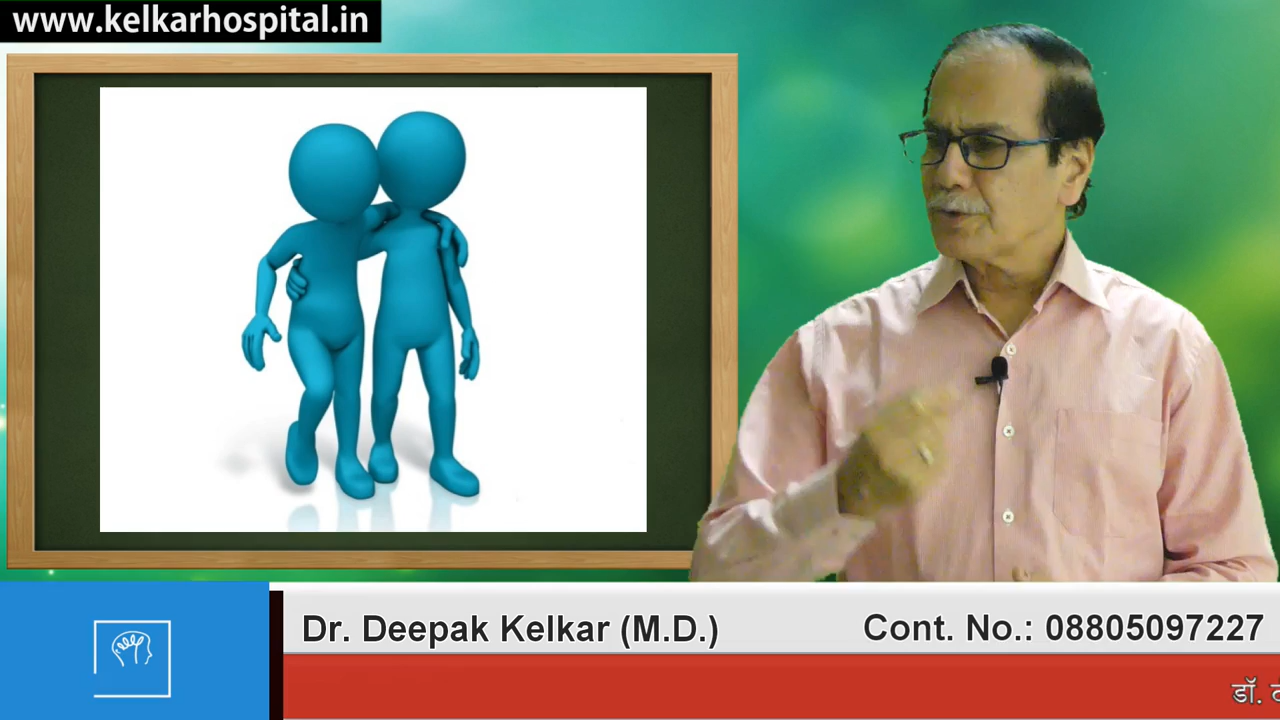 www.kelkarhospital.in
Dr. Deepak Kelkar (M.D.)
Cont. No.: 08805097227
डॉ.